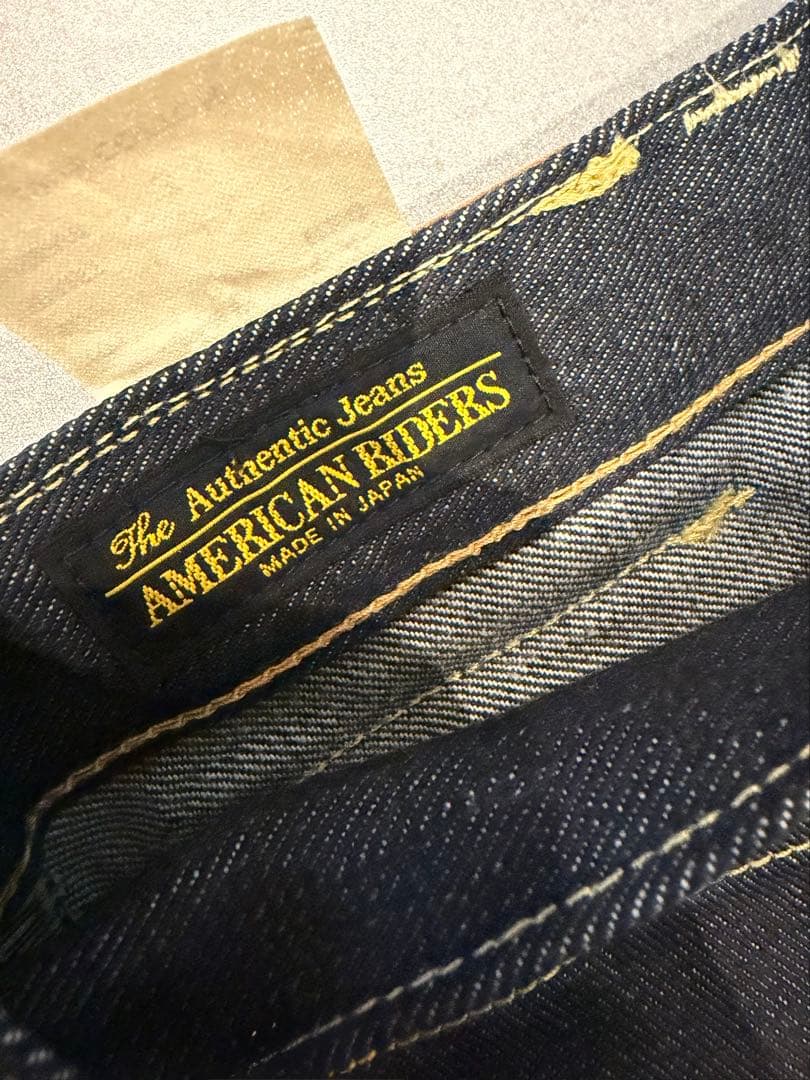 The Authentic Jeans
AMERICAN RIDERS
MADE IN JAPAN